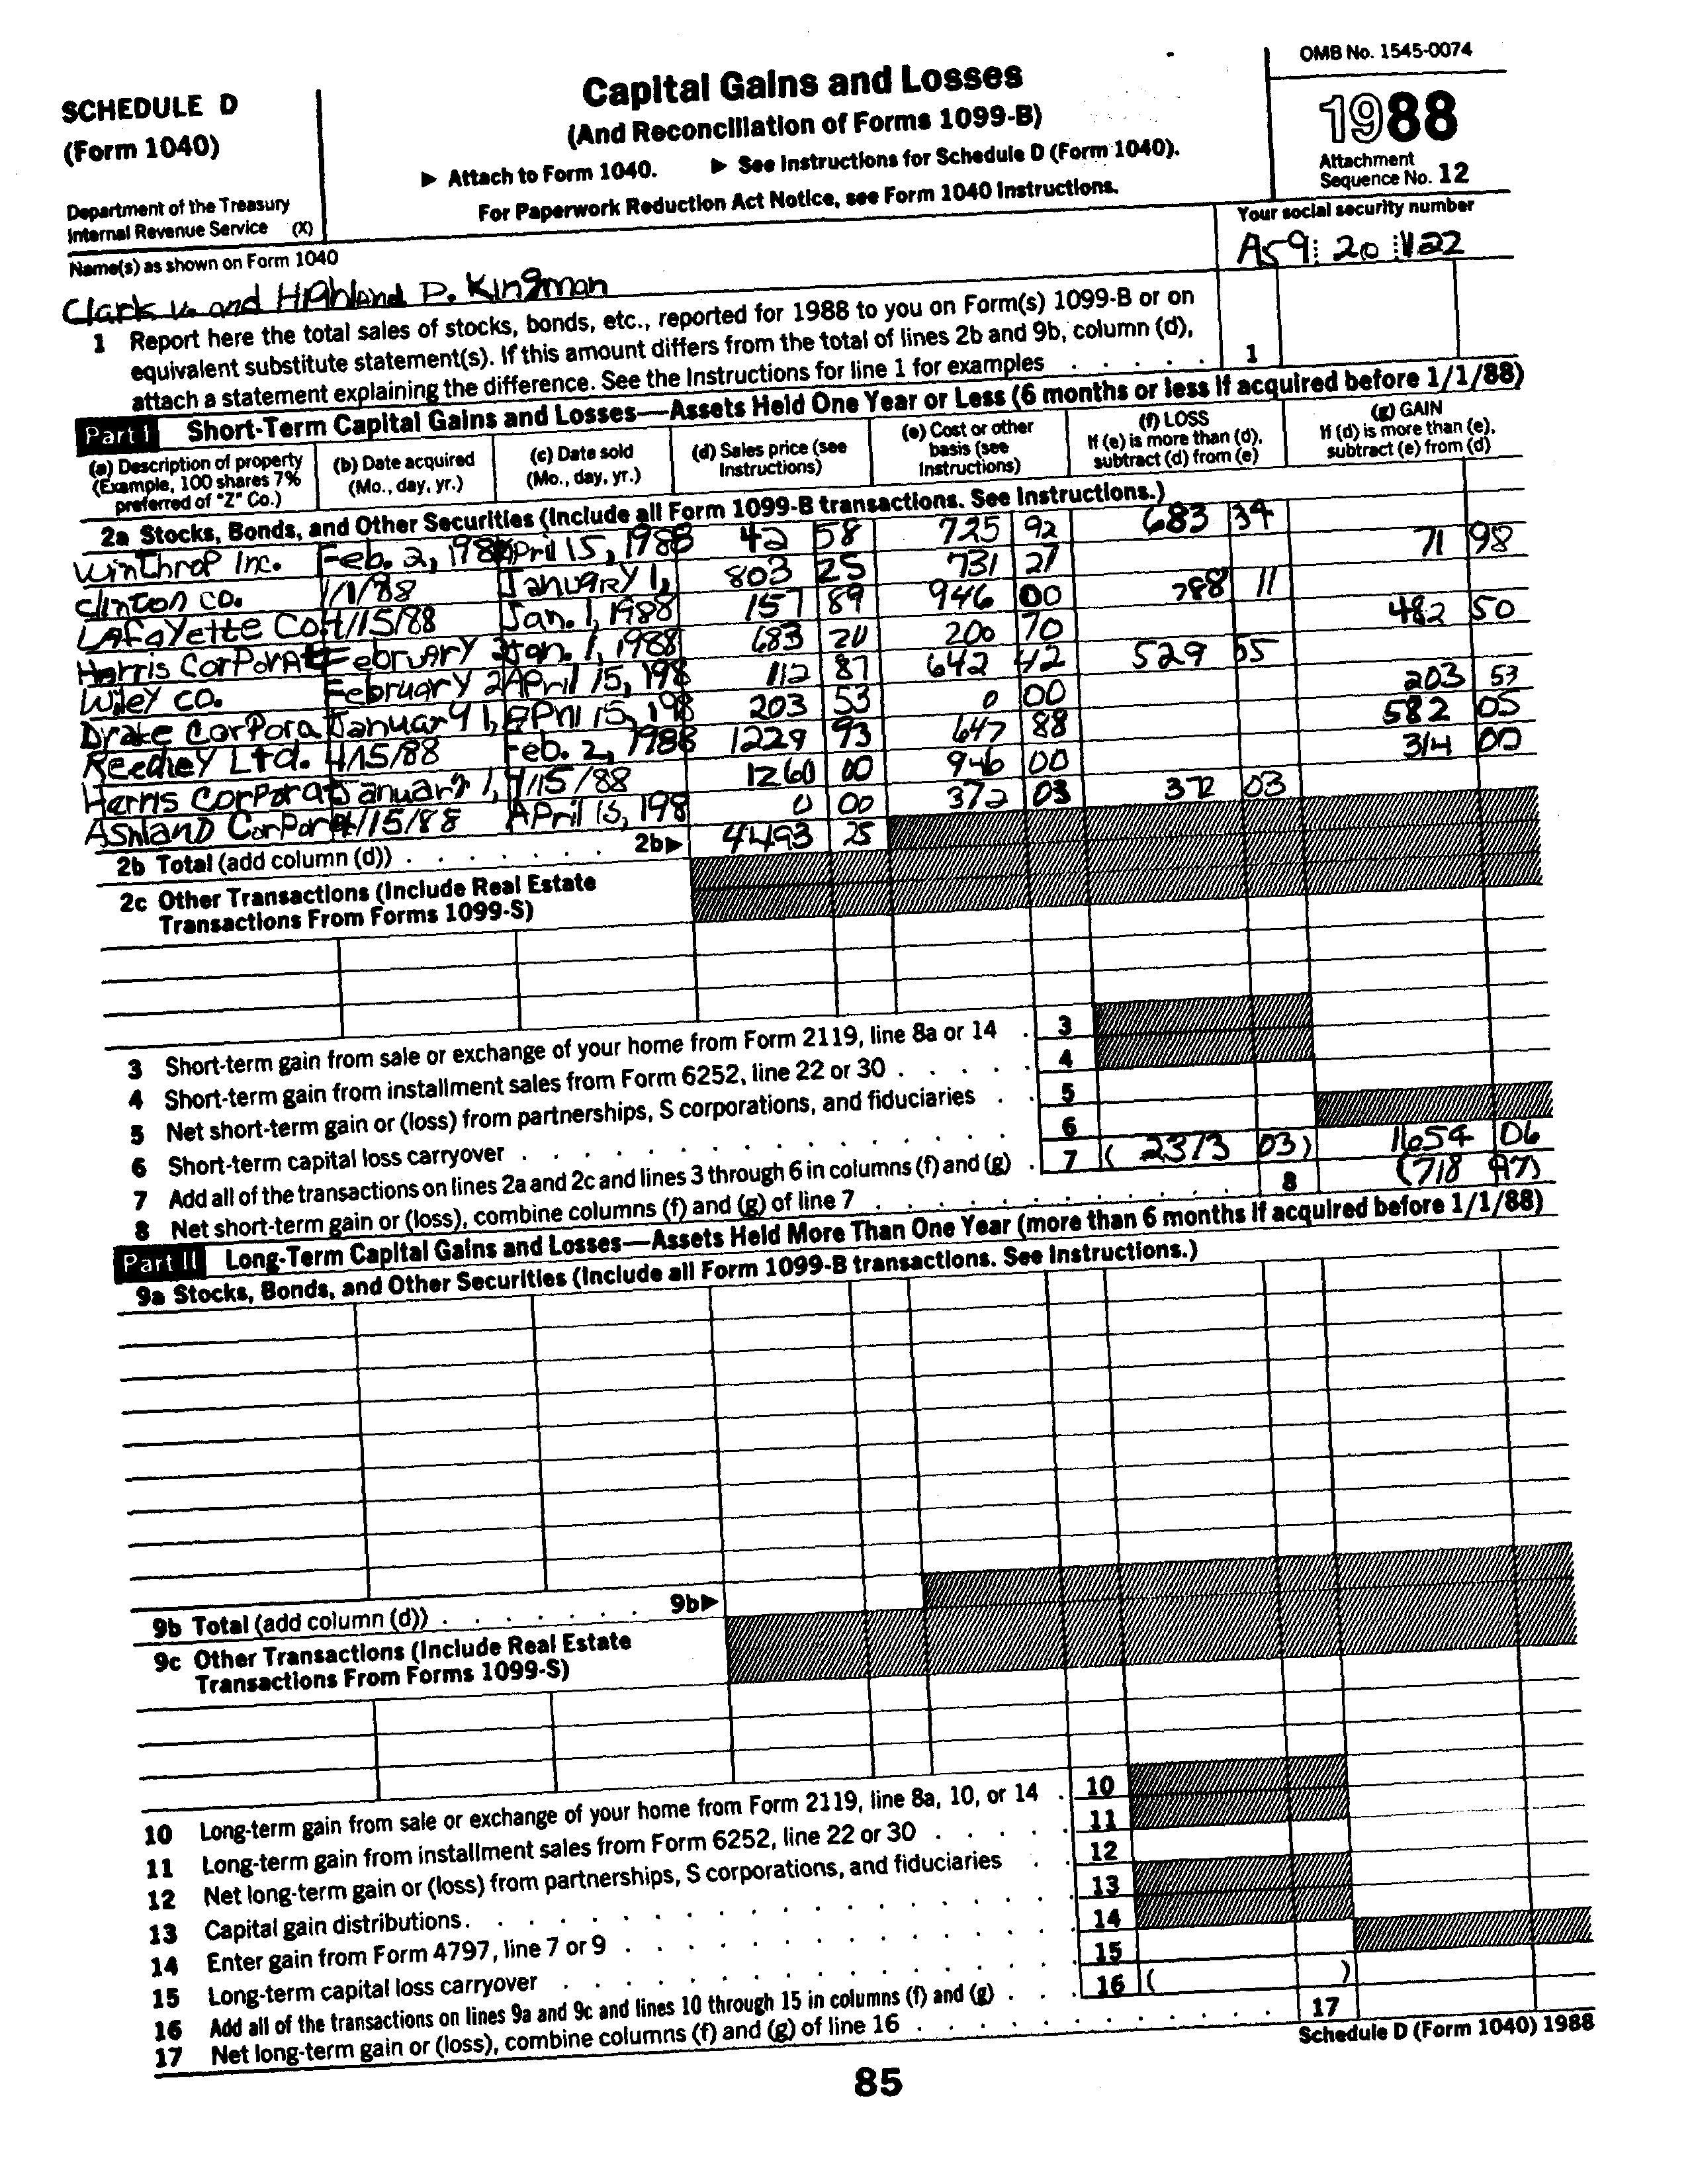 SCHEDULE D
(Form 1040)
Department of the Treasury
Internal Revenue Service (X)
Capital Gains and Losses
(And Reconciliation of Forms 1099-B)
▶ Attach to Form 1040. ▶ See Instructions for Schedule D (Form 1040).
For Paperwork Reduction Act Notice, see Form 1040 Instructions.
OMB No. 1545-0074
1988
Attachment
Sequence No. 12
Name(s) as shown on Form 1040
Clark V. and Highland P. Kingman
Your social security number
A59 20 1122
1 Report here the total sales of stocks, bonds, etc., reported for 1988 to you on Form(s) 1099-B or on
equivalent substitute statement(s). If this amount differs from the total of lines 2b and 9b, column (d),
attach a statement explaining the difference. See the Instructions for line 1 for examples . . . . . 1
Part I Short-Term Capital Gains and Losses—Assets Held One Year or Less (6 months or less if acquired before 1/1/88)
(a) Description of property (Example, 100 shares 7% preferred of "Z" Co.) (b) Date acquired (Mo., day, yr.) (c) Date sold (Mo., day, yr.) (d) Sales price (see Instructions) (e) Cost or other basis (see Instructions) (f) LOSS If (e) is more than (d), subtract (d) from (e) (g) GAIN If (d) is more than (e), subtract (e) from (d)
2a Stocks, Bonds, and Other Securities (Include all Form 1099-B transactions. See Instructions.)
Winthrop Inc. Feb. 2, 198 April 15, 1988 42 58 725 92 683 34
Clinton Co. 1/1/88 January 1, 803 25 731 27 71 98
Lafayette Co 4/15/88 Jan. 1, 1988 157 89 946 00 788 11
Harris Corporat February 2 Jan. 1, 1988 683 20 200 70 482 50
Wiley Co. February 2 April 15, 198 112 87 642 42 529 55
Drake Corpora January 1, April 15, 198 203 53 0 00 203 53
Reedley Ltd. 4/15/88 Feb. 2, 1988 1229 93 647 88 582 05
Harris Corporat January 1, 4/15/88 1260 00 946 00 314 00
Ashland Corpora 4/15/88 April 15, 198 0 00 372 03 372 03
2b Total (add column (d)) . . . . . . . 2b▶ 4493 25
2c Other Transactions (Include Real Estate
Transactions From Forms 1099-S)
3 Short-term gain from sale or exchange of your home from Form 2119, line 8a or 14 . 3
4 Short-term gain from installment sales from Form 6252, line 22 or 30 . . . . . 4
5 Net short-term gain or (loss) from partnerships, S corporations, and fiduciaries . . 5
6 Short-term capital loss carryover . . . . . . . . . . . . . 6
7 Add all of the transactions on lines 2a and 2c and lines 3 through 6 in columns (f) and (g) . 7 ( 2373 03) 1654 06
8 Net short-term gain or (loss), combine columns (f) and (g) of line 7 . . . . . . . . . . . 8 (718 97)
Part II Long-Term Capital Gains and Losses—Assets Held More Than One Year (more than 6 months if acquired before 1/1/88)
9a Stocks, Bonds, and Other Securities (Include all Form 1099-B transactions. See Instructions.)
9b Total (add column (d)) . . . . . . . 9b▶
9c Other Transactions (Include Real Estate
Transactions From Forms 1099-S)
10 Long-term gain from sale or exchange of your home from Form 2119, line 8a, 10, or 14 . 10
11 Long-term gain from installment sales from Form 6252, line 22 or 30 . . . . . 11
12 Net long-term gain or (loss) from partnerships, S corporations, and fiduciaries . . 12
13 Capital gain distributions. . . . . . . . . . . . . . . 13
14 Enter gain from Form 4797, line 7 or 9 . . . . . . . . . . . 14
15 Long-term capital loss carryover . . . . . . . . . . . . . 15
16 Add all of the transactions on lines 9a and 9c and lines 10 through 15 in columns (f) and (g) . . . 16 ( )
17 Net long-term gain or (loss), combine columns (f) and (g) of line 16 . . . . . . . . . . 17
Schedule D (Form 1040) 1988
85